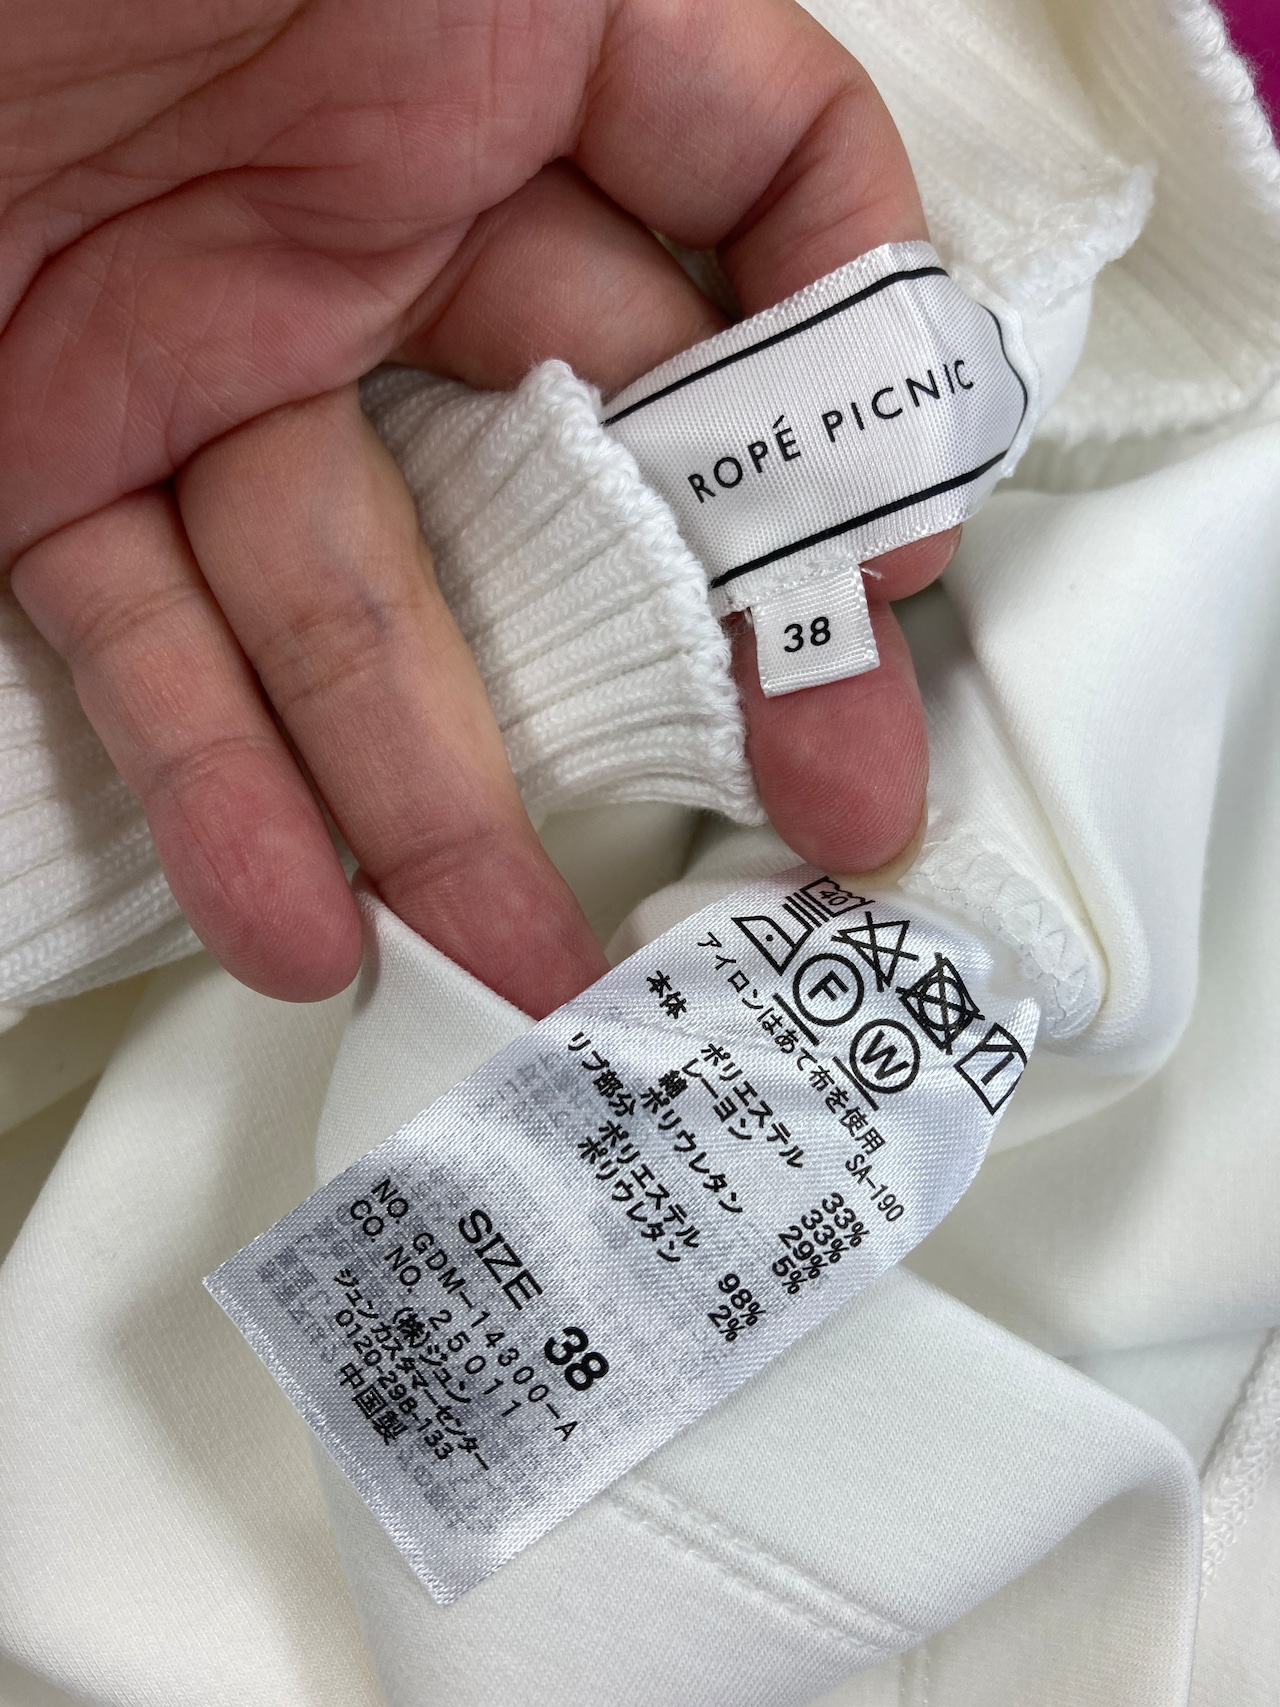 ROPÉ PICNIC
38
40
F
W
アイロンはあて布を使用 SA-190
本体 ポリエステル 33%
レーヨン 33%
綿 29%
ポリウレタン 5%
リブ部分 ポリエステル 98%
ポリウレタン 2%
SIZE 38
NO. GDM-14300-A
CO. NO. 25011
(株)ジュン
ジュンカスタマーセンター
0120-298-133
中国製